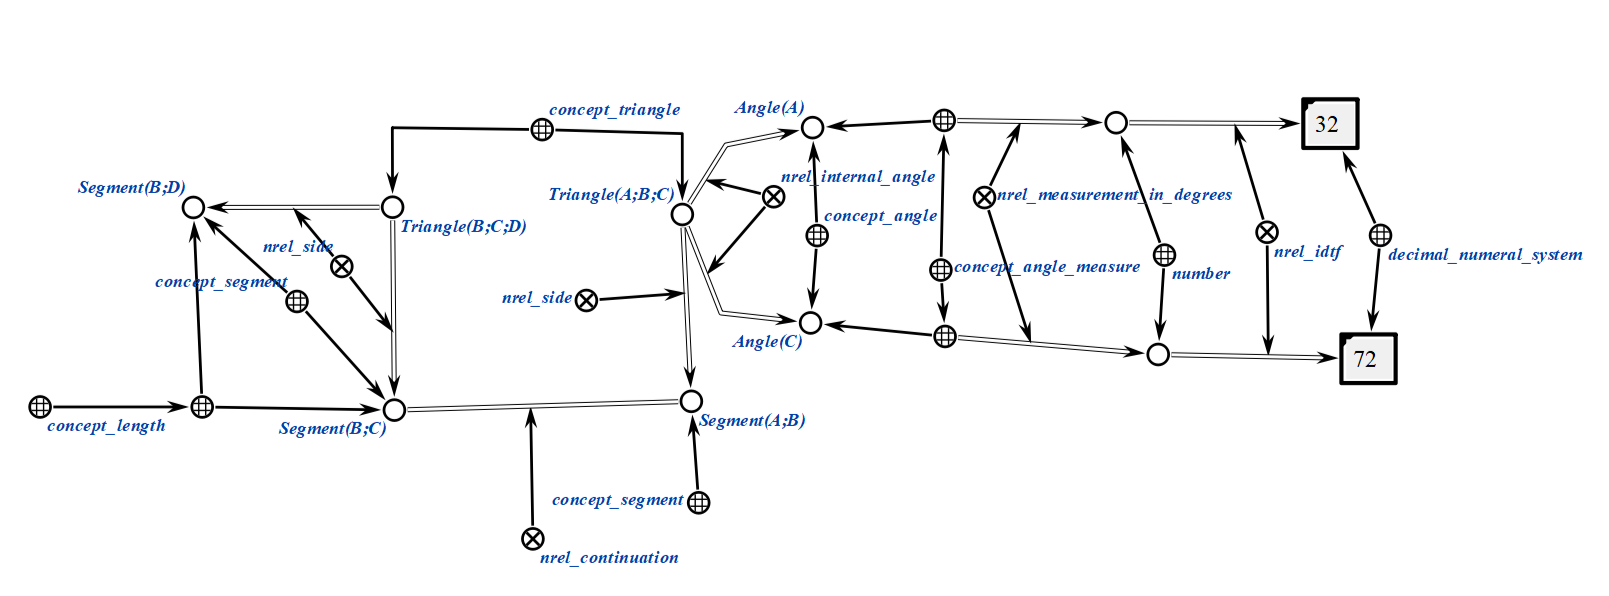 concept_triangle
Angle(A)
32
Segment(B;D)
Triangle(A;B;C)
nrel_internal_angle
nrel_measurement_in_degrees
Triangle(B;C;D)
concept_angle
nrel_side
nrel_idtf
decimal_numeral_system
concept_segment
concept_angle_measure
number
nrel_side
Angle(C)
72
concept_length
Segment(B;C)
Segment(A;B)
concept_segment
nrel_continuation